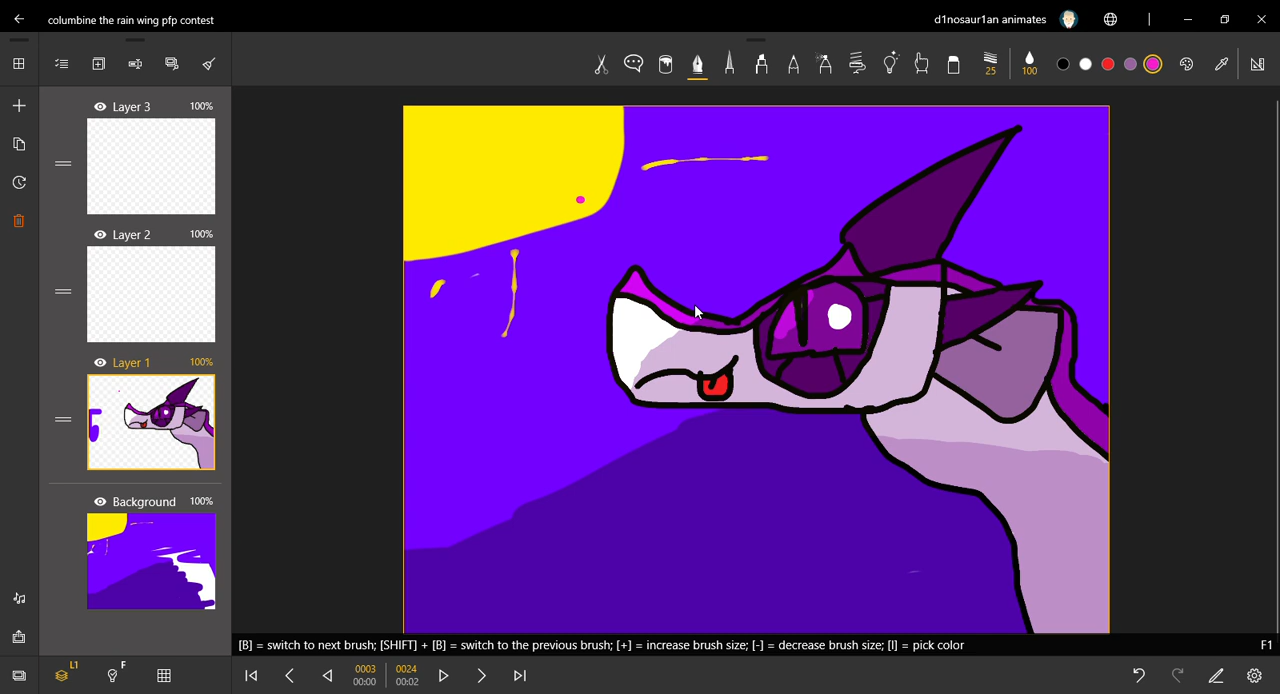 columbine the rain wing pfp contest
d1nosaur1an animates
25
100
Layer 3 100%
Layer 2 100%
Layer 1 100%
Background 100%
[B] = switch to next brush; [SHIFT] + [B] = switch to the previous brush; [+] = increase brush size; [-] = decrease brush size; [I] = pick color
F1
L1
F
0003
00:00
0024
00:02